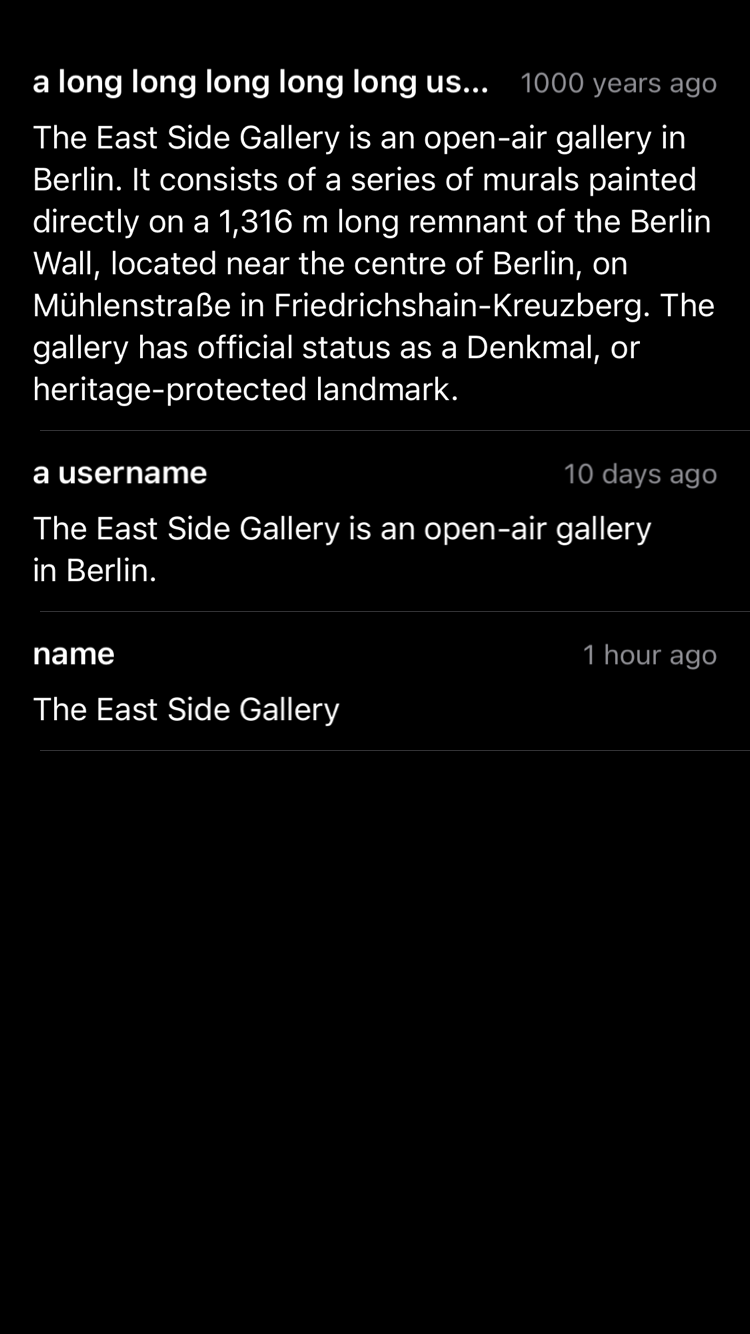 a long long long long long us... 1000 years ago
The East Side Gallery is an open-air gallery in
Berlin. It consists of a series of murals painted
directly on a 1,316 m long remnant of the Berlin
Wall, located near the centre of Berlin, on
Mühlenstraße in Friedrichshain-Kreuzberg. The
gallery has official status as a Denkmal, or
heritage-protected landmark.
a username 10 days ago
The East Side Gallery is an open-air gallery
in Berlin.
name 1 hour ago
The East Side Gallery